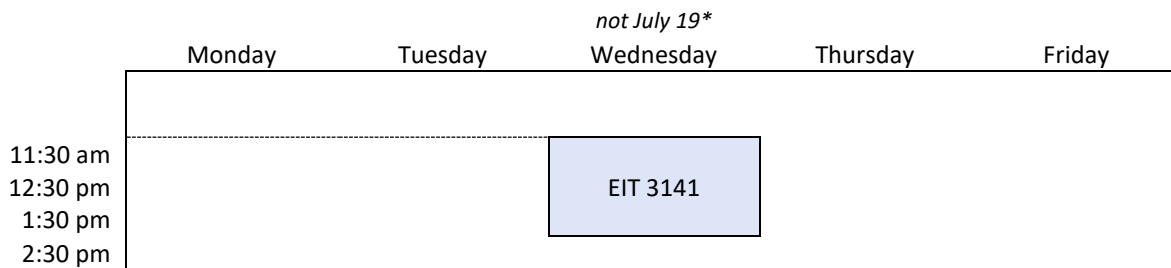 not July 19*
Monday Tuesday Wednesday Thursday Friday
11:30 am
12:30 pm EIT 3141
1:30 pm
2:30 pm